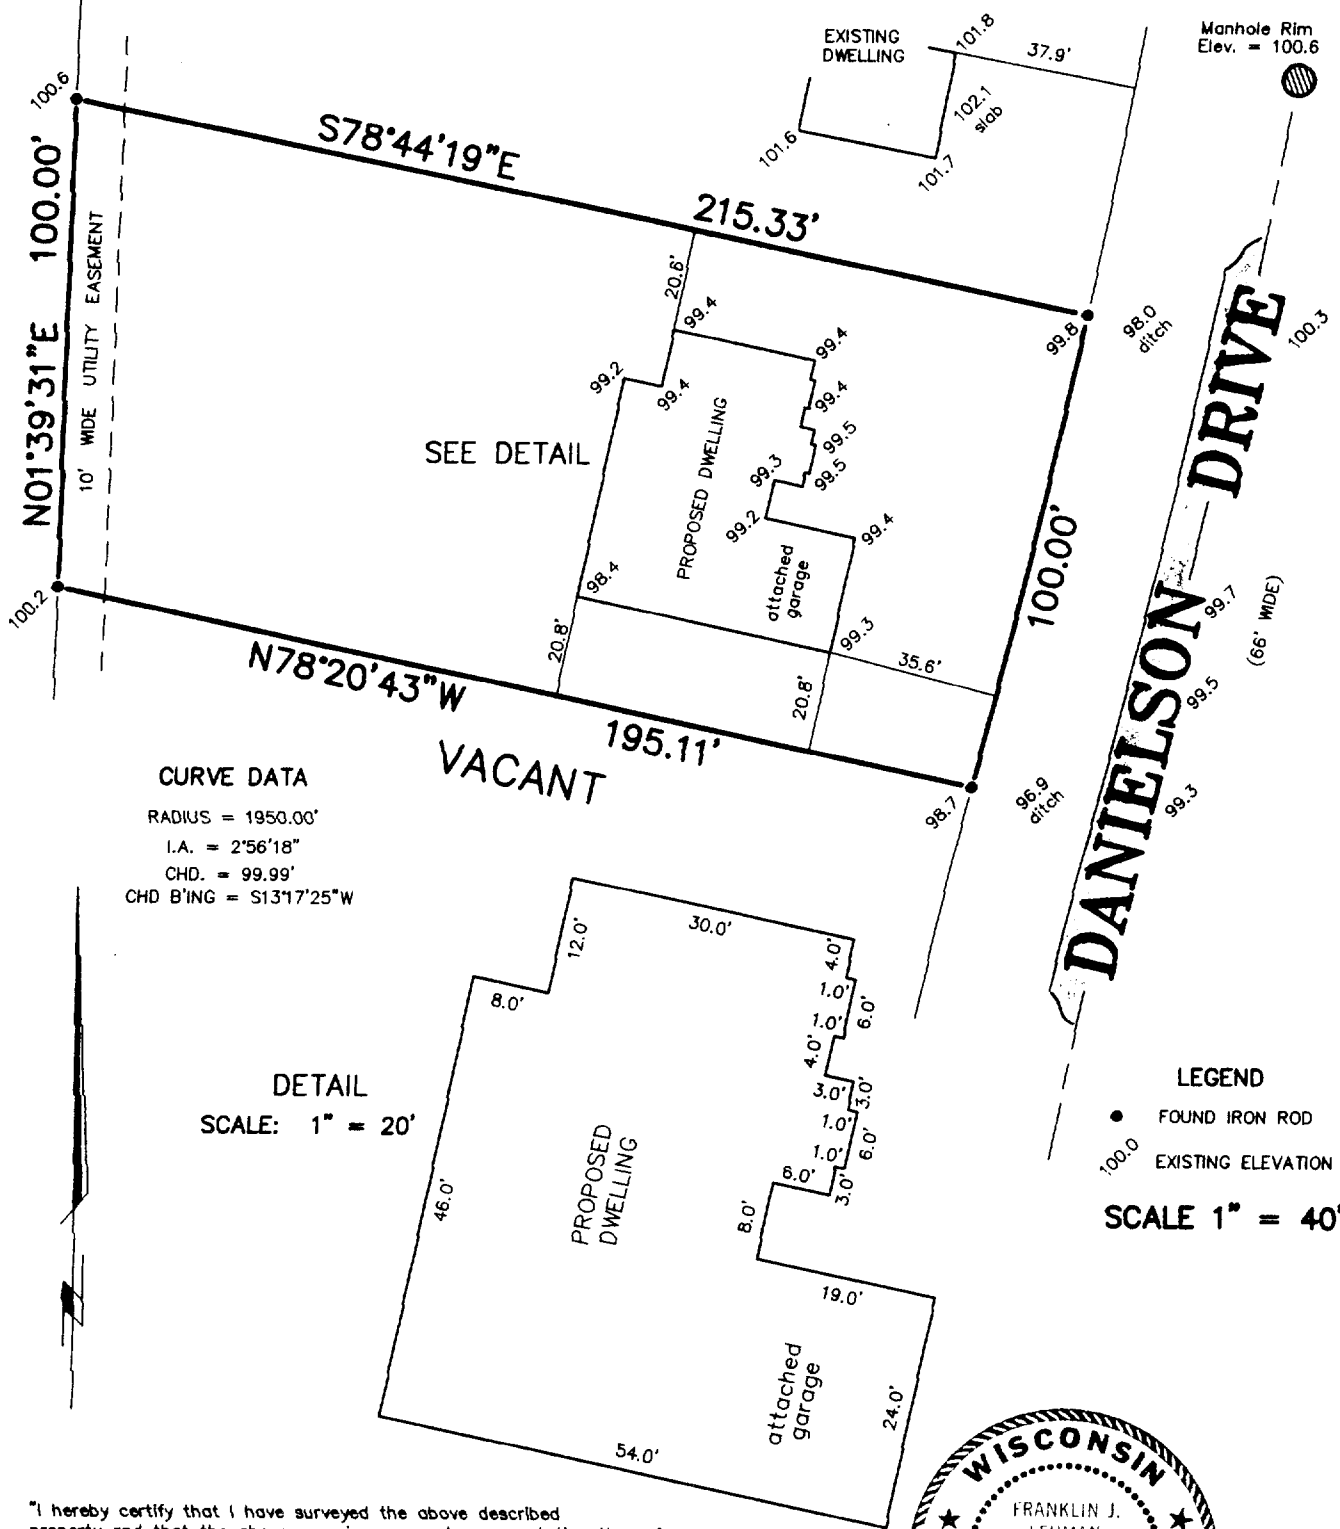 EXISTING
DWELLING
101.8
37.9'
Manhole Rim
Elev. = 100.6
102.1
slab
101.6
101.7
100.6
S78°44'19"E
215.33'
N01°39'31"E 100.00'
10' WIDE UTILITY EASEMENT
20.6'
99.4
99.4
99.4
99.2
99.4
99.5
99.5
99.3
99.2
99.4
SEE DETAIL
PROPOSED DWELLING
attached
garage
98.4
99.3
20.8'
20.8'
35.6'
99.8
98.0
ditch
100.3
100.00'
DANIELSON DRIVE
(66' WIDE)
99.7
99.5
99.3
100.2
N78°20'43"W
195.11'
VACANT
98.7
96.9
ditch
CURVE DATA
RADIUS = 1950.00'
I.A. = 2°56'18"
CHD. = 99.99'
CHD B'ING = S13°17'25"W
DETAIL
SCALE: 1" = 20'
30.0'
12.0'
8.0'
4.0'
1.0'
6.0'
1.0'
4.0'
3.0'
3.0'
1.0'
6.0'
1.0'
3.0'
6.0'
8.0'
19.0'
46.0'
PROPOSED
DWELLING
attached
garage
24.0'
54.0'
LEGEND
FOUND IRON ROD
100.0 EXISTING ELEVATION
SCALE 1" = 40'
WISCONSIN
FRANKLIN J.
"I hereby certify that I have surveyed the above described